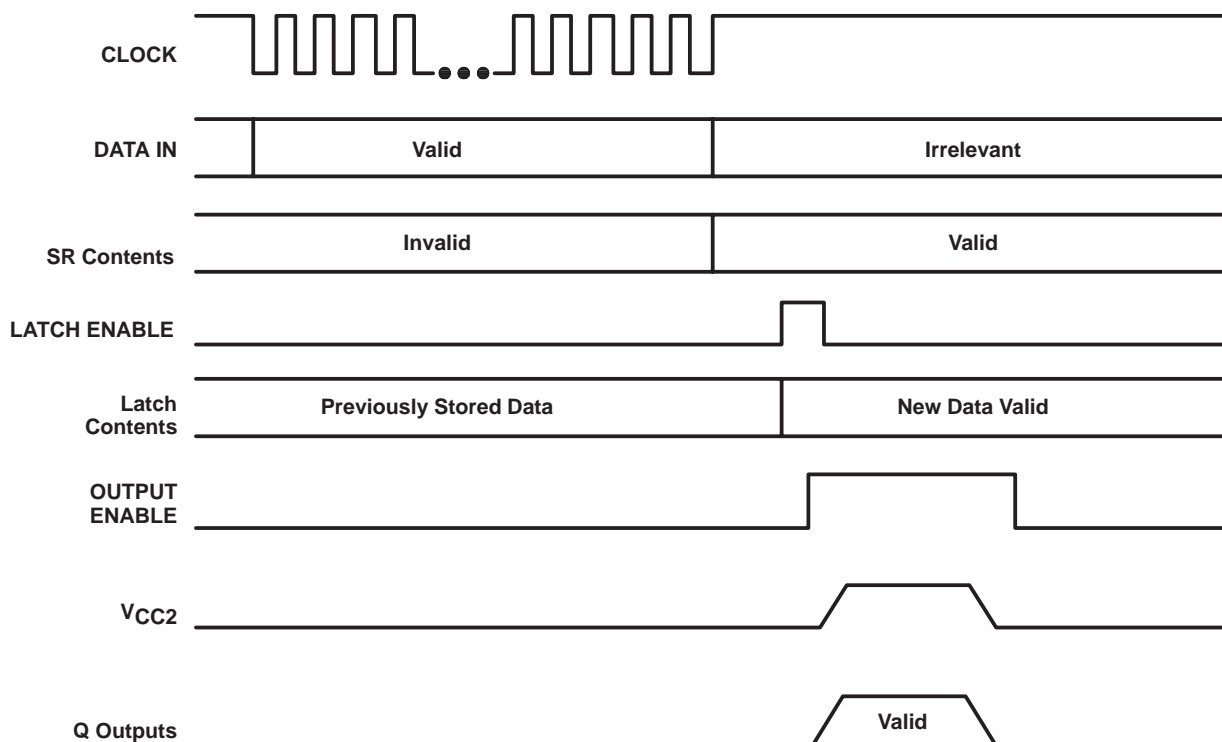 CLOCK
DATA IN
Valid
Irrelevant
SR Contents
Invalid
Valid
LATCH ENABLE
Latch
Contents
Previously Stored Data
New Data Valid
OUTPUT
ENABLE
VCC2
Q Outputs
Valid